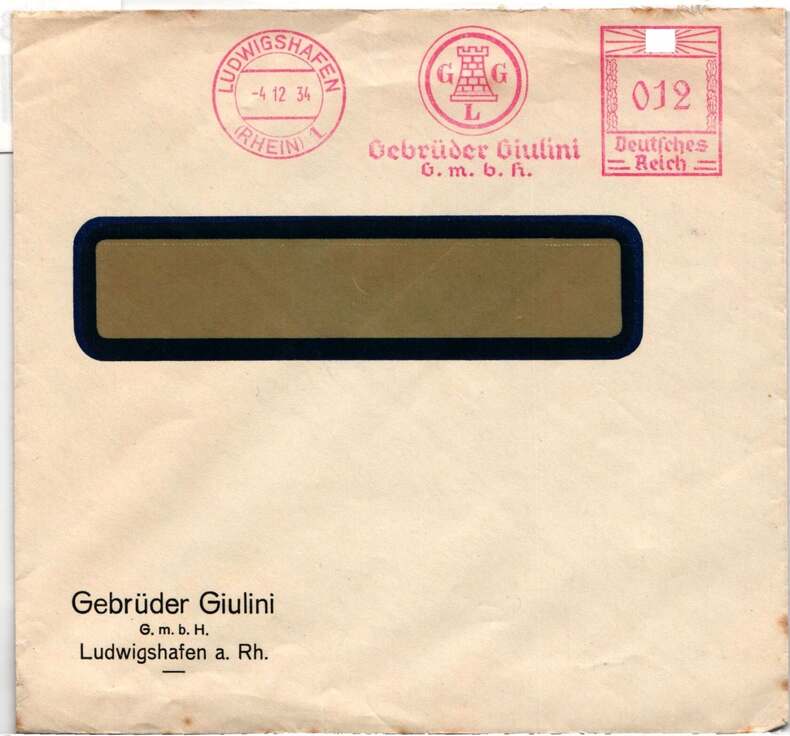 LUDWIGSHAFEN
-4 12 34
(RHEIN) 1
G G
L
Gebrüder Giulini
G. m. b. H.
012
Deutsches
Reich
Gebrüder Giulini
G. m. b. H.
Ludwigshafen a. Rh.